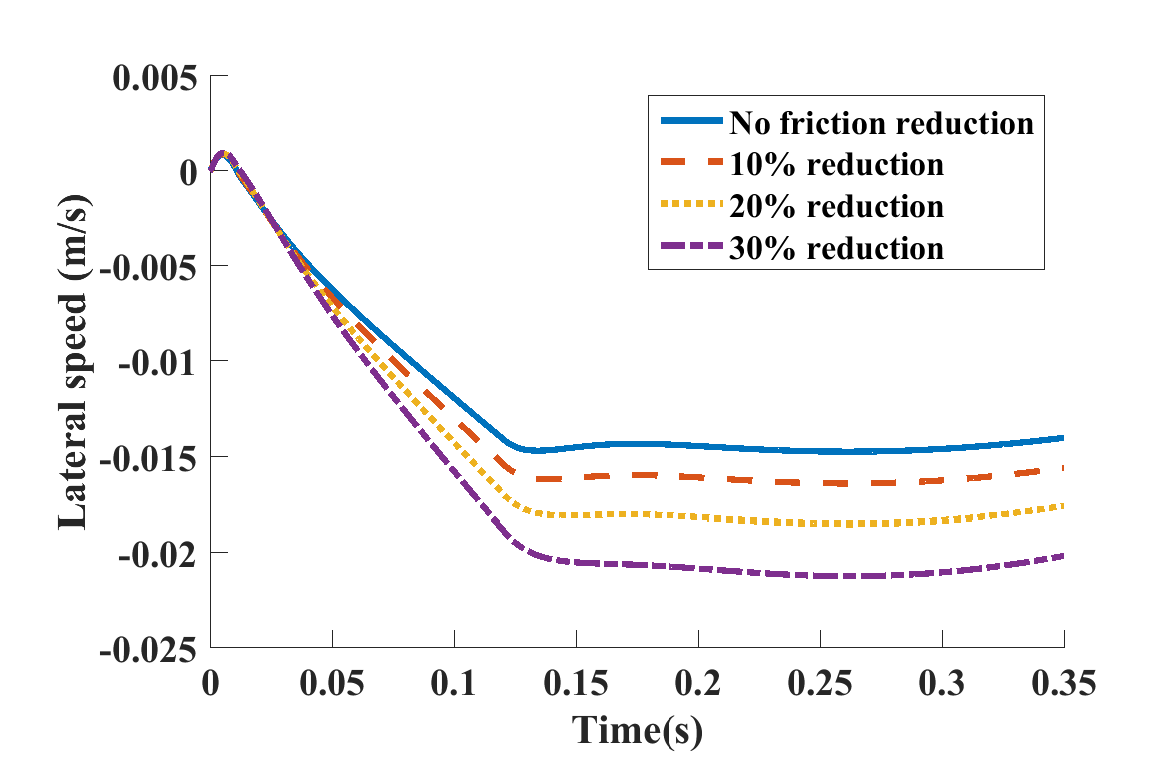 0.005
0
-0.005
-0.01
-0.015
-0.02
-0.025
Lateral speed (m/s)
No friction reduction
10% reduction
20% reduction
30% reduction
0 0.05 0.1 0.15 0.2 0.25 0.3 0.35
Time(s)